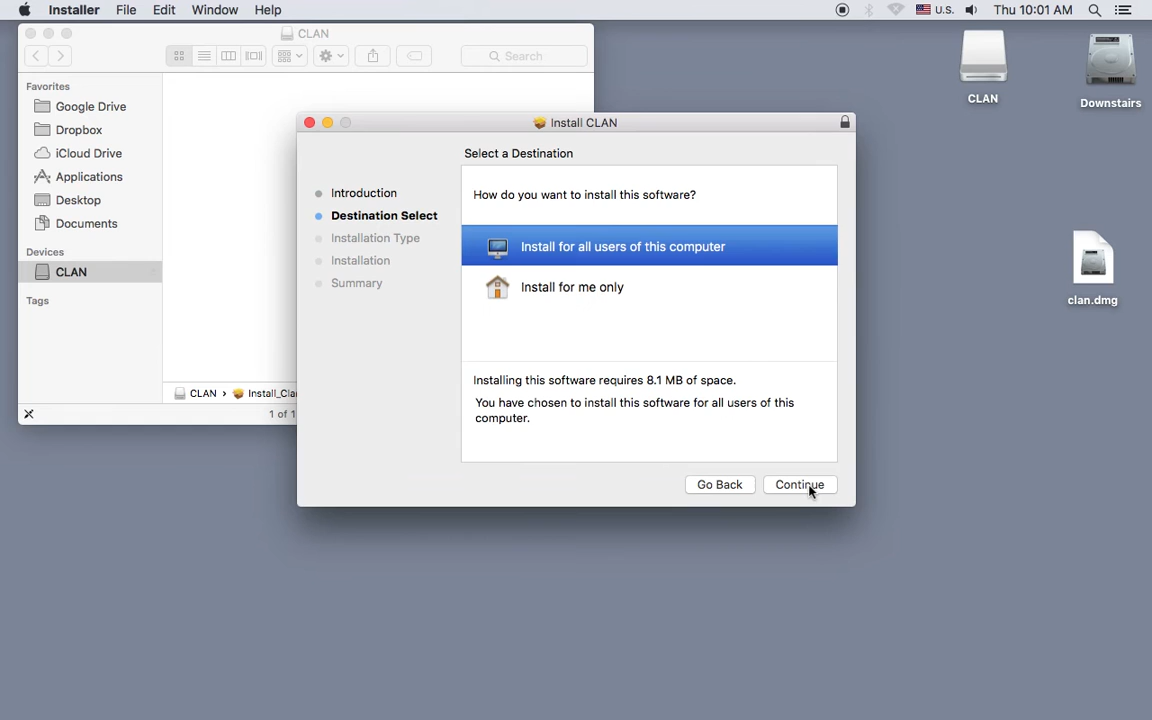 Installer File Edit Window Help U.S. Thu 10:01 AM
CLAN
Search
Favorites
Google Drive
Dropbox
iCloud Drive
Applications
Desktop
Documents
Devices
CLAN
Tags
CLAN › Install_Cla
1 of 1
Install CLAN
Introduction
Destination Select
Installation Type
Installation
Summary
Select a Destination
How do you want to install this software?
Install for all users of this computer
Install for me only
Installing this software requires 8.1 MB of space.
You have chosen to install this software for all users of this
computer.
Go Back Continue
CLAN
Downstairs
clan.dmg